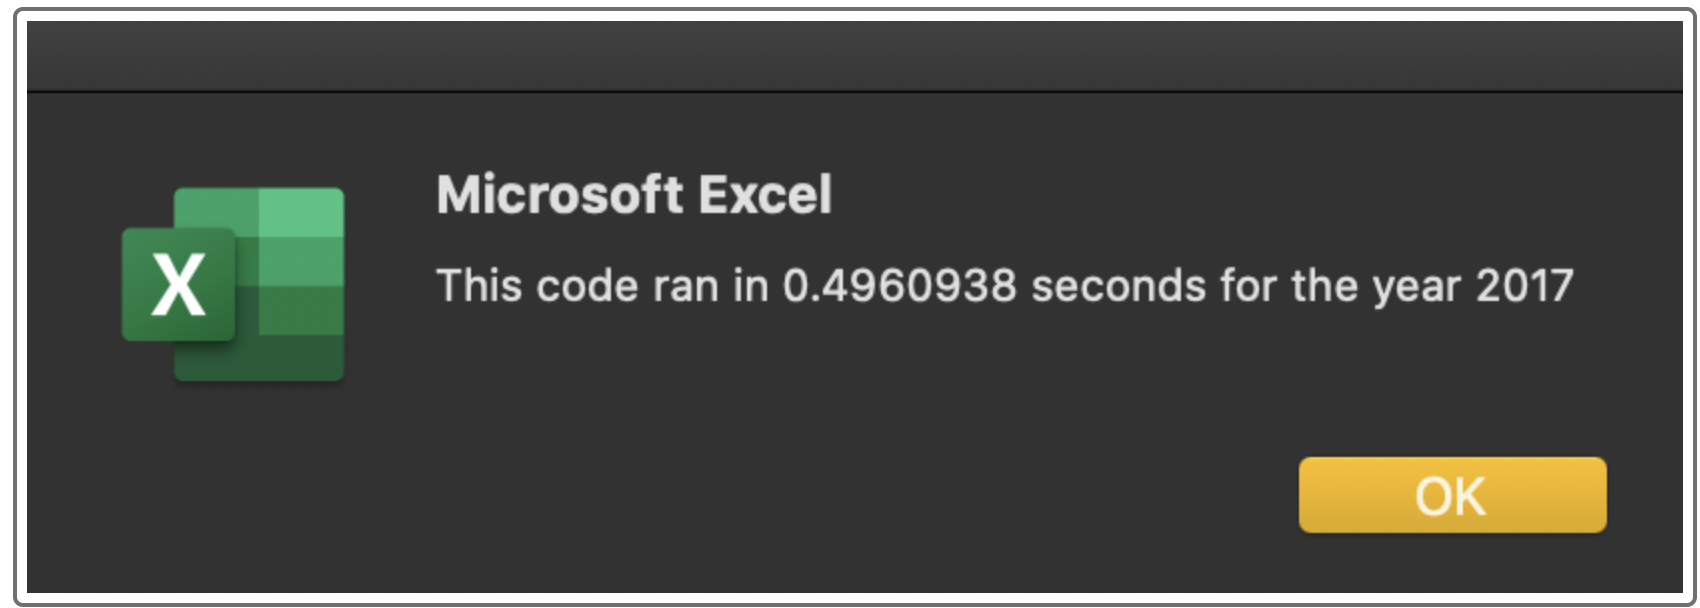 Microsoft Excel
X
This code ran in 0.4960938 seconds for the year 2017
OK